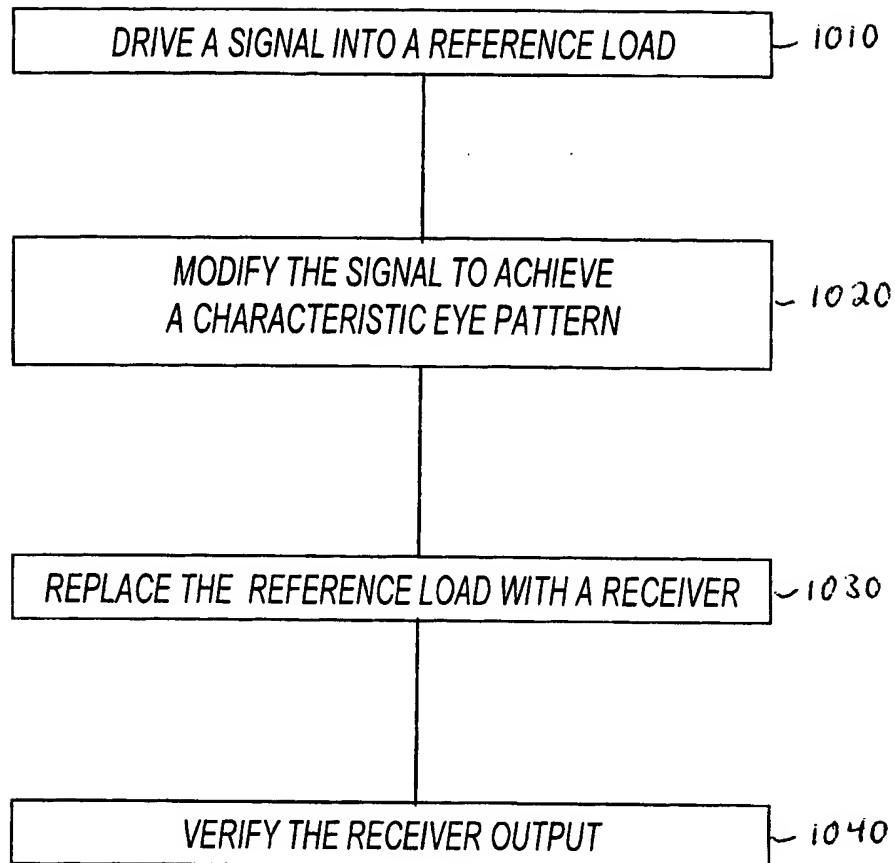 DRIVE A SIGNAL INTO A REFERENCE LOAD 1010
MODIFY THE SIGNAL TO ACHIEVE
A CHARACTERISTIC EYE PATTERN 1020
REPLACE THE REFERENCE LOAD WITH A RECEIVER 1030
VERIFY THE RECEIVER OUTPUT 1040